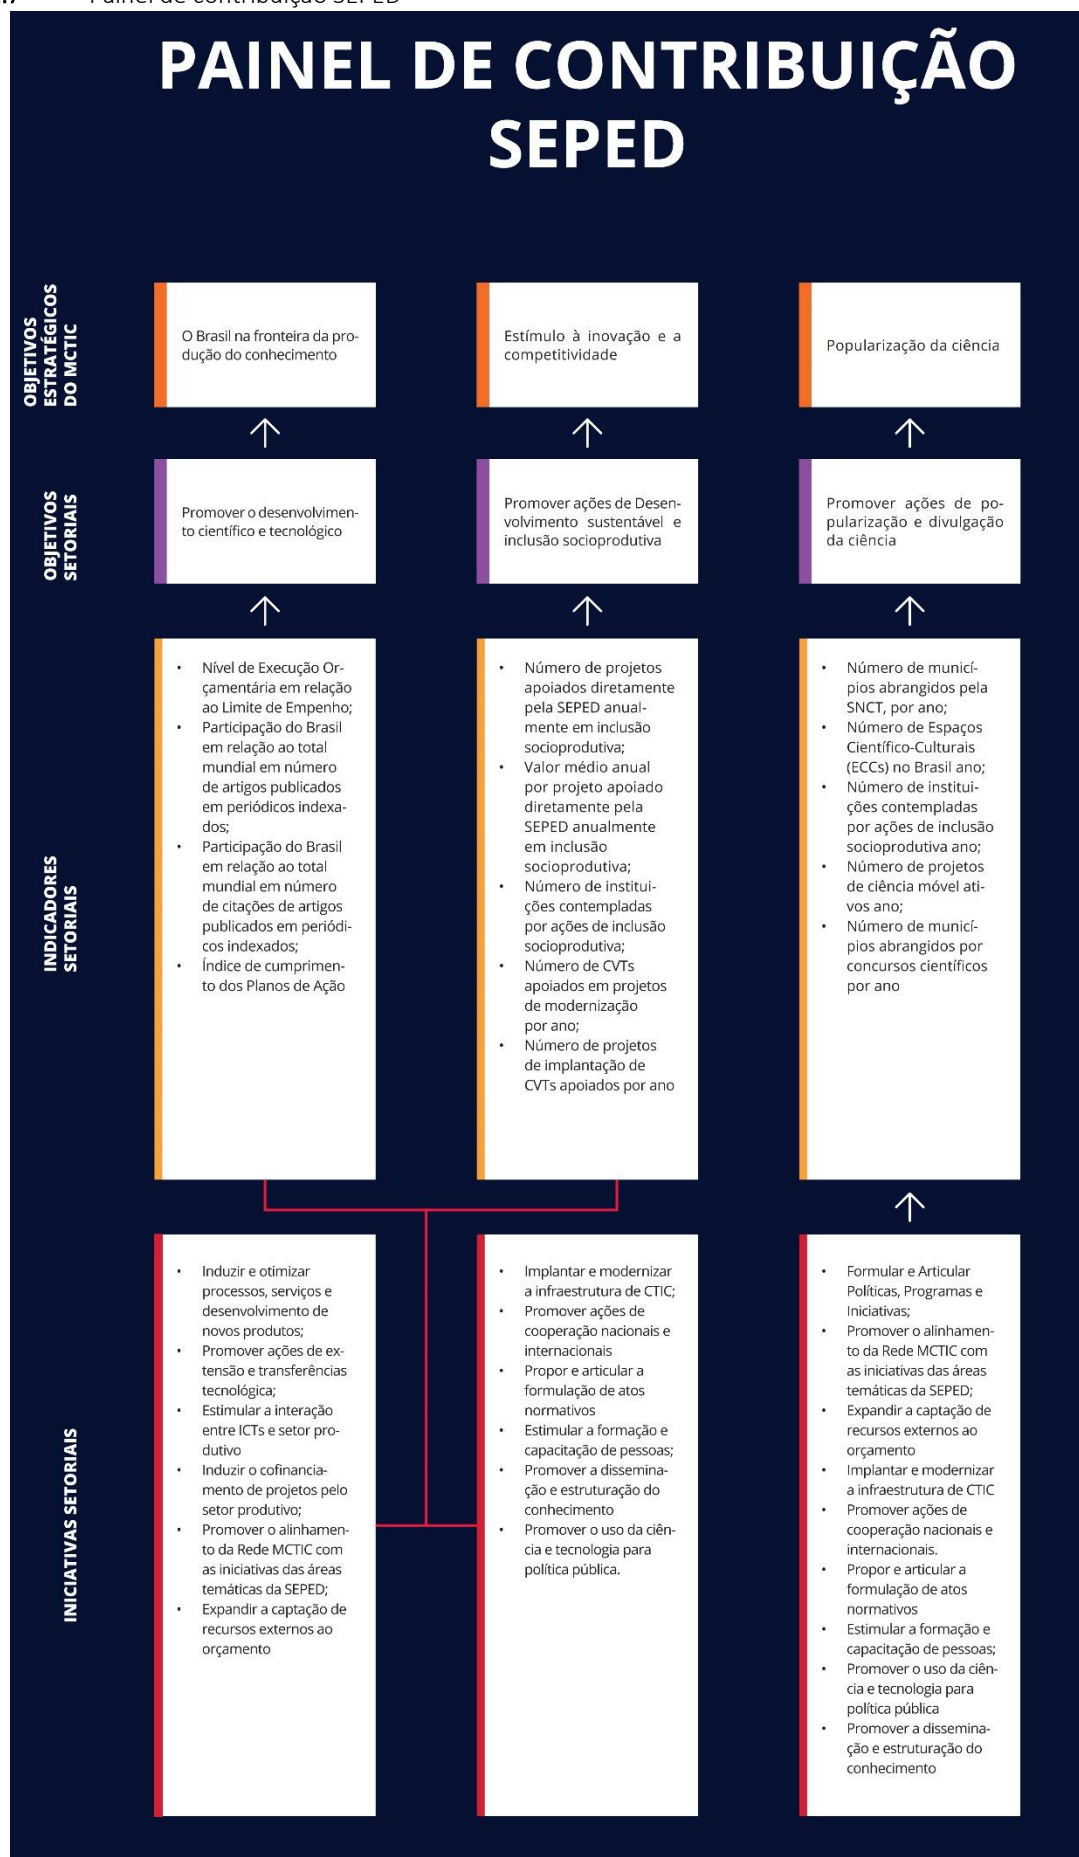 Painel de contribuição SEPED
PAINEL DE CONTRIBUIÇÃO
SEPED
OBJETIVOS
ESTRATÉGICOS
DO MCTIC
O Brasil na fronteira da pro-
dução do conhecimento
Estímulo à inovação e a
competitividade
Popularização da ciência
OBJETIVOS
SETORIAIS
Promover o desenvolvimen-
to científico e tecnológico
Promover ações de Desen-
volvimento sustentável e
inclusão socioprodutiva
Promover ações de po-
pularização e divulgação
da ciência
INDICADORES
SETORIAIS
• Nível de Execução Or-
çamentária em relação
ao Limite de Empenho;
• Participação do Brasil
em relação ao total
mundial em número
de artigos publicados
em periódicos indexa-
dos;
• Participação do Brasil
em relação ao total
mundial em número
de citações de artigos
publicados em periódi-
cos indexados;
• Índice de cumprimen-
to dos Planos de Ação
• Número de projetos
apoiados diretamente
pela SEPED anual-
mente em inclusão
socioprodutiva;
• Valor médio anual
por projeto apoiado
diretamente pela
SEPED anualmente
em inclusão
socioprodutiva;
• Número de institui-
ções contempladas
por ações de inclusão
socioprodutiva;
• Número de CVTs
apoiados em projetos
de modernização
por ano;
• Número de projetos
de implantação de
CVTs apoiados por ano
• Número de municí-
pios abrangidos pela
SNCT, por ano;
• Número de Espaços
Científico-Culturais
(ECCs) no Brasil ano;
• Número de institui-
ções contempladas
por ações de inclusão
socioprodutiva ano;
• Número de projetos
de ciência móvel ati-
vos ano;
• Número de municí-
pios abrangidos por
concursos científicos
por ano
INICIATIVAS SETORIAIS
• Induzir e otimizar
processos, serviços e
desenvolvimento de
novos produtos;
• Promover ações de ex-
tensão e transferências
tecnológica;
• Estimular a interação
entre ICTs e setor pro-
dutivo
• Induzir o cofinancia-
mento de projetos pelo
setor produtivo;
• Promover o alinhamen-
to da Rede MCTIC com
as iniciativas das áreas
temáticas da SEPED;
• Expandir a captação de
recursos externos ao
orçamento
• Implantar e modernizar
a infraestrutura de CTIC;
• Promover ações de
cooperação nacionais e
internacionais
• Propor e articular a
formulação de atos
normativos
• Estimular a formação e
capacitação de pessoas;
• Promover a dissemina-
ção e estruturação do
conhecimento
• Promover o uso da ciên-
cia e tecnologia para
política pública.
• Formular e Articular
Políticas, Programas e
Iniciativas;
• Promover o alinhamen-
to da Rede MCTIC com
as iniciativas das áreas
temáticas da SEPED;
• Expandir a captação de
recursos externos ao
orçamento
• Implantar e modernizar
a infraestrutura de CTIC
• Promover ações de
cooperação nacionais e
internacionais.
• Propor e articular a
formulação de atos
normativos
• Estimular a formação e
capacitação de pessoas;
• Promover o uso da ciên-
cia e tecnologia para
política pública
• Promover a dissemina-
ção e estruturação do
conhecimento